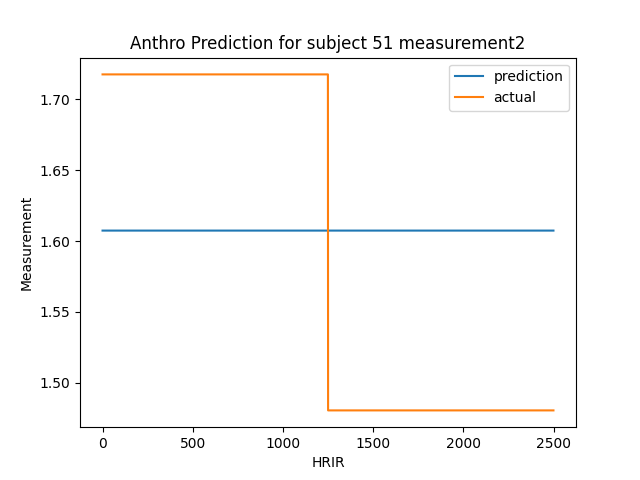 Anthro Prediction for subject 51 measurement2
prediction
actual
Measurement
1.70
1.65
1.60
1.55
1.50
0 500 1000 1500 2000 2500
HRIR